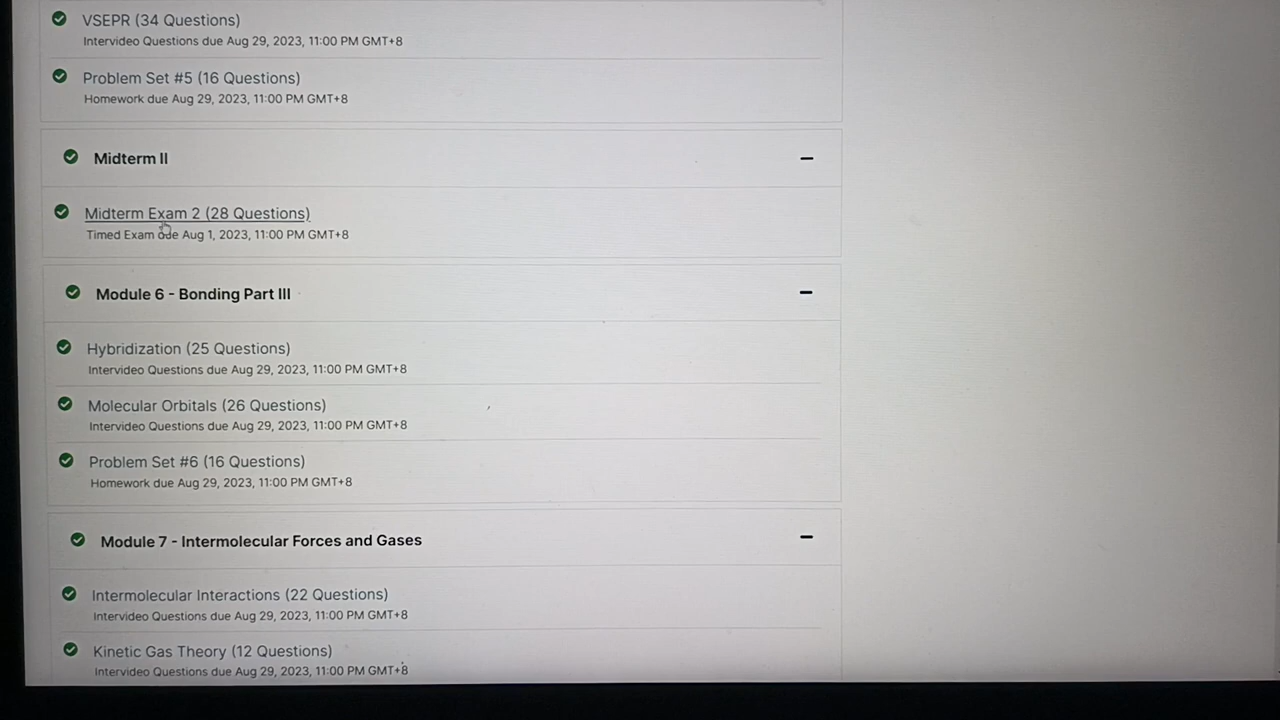 VSEPR (34 Questions)
Intervideo Questions due Aug 29, 2023, 11:00 PM GMT+8
Problem Set #5 (16 Questions)
Homework due Aug 29, 2023, 11:00 PM GMT+8
Midterm II
Midterm Exam 2 (28 Questions)
Timed Exam due Aug 1, 2023, 11:00 PM GMT+8
Module 6 - Bonding Part III
Hybridization (25 Questions)
Intervideo Questions due Aug 29, 2023, 11:00 PM GMT+8
Molecular Orbitals (26 Questions)
Intervideo Questions due Aug 29, 2023, 11:00 PM GMT+8
Problem Set #6 (16 Questions)
Homework due Aug 29, 2023, 11:00 PM GMT+8
Module 7 - Intermolecular Forces and Gases
Intermolecular Interactions (22 Questions)
Intervideo Questions due Aug 29, 2023, 11:00 PM GMT+8
Kinetic Gas Theory (12 Questions)
Intervideo Questions due Aug 29, 2023, 11:00 PM GMT+8